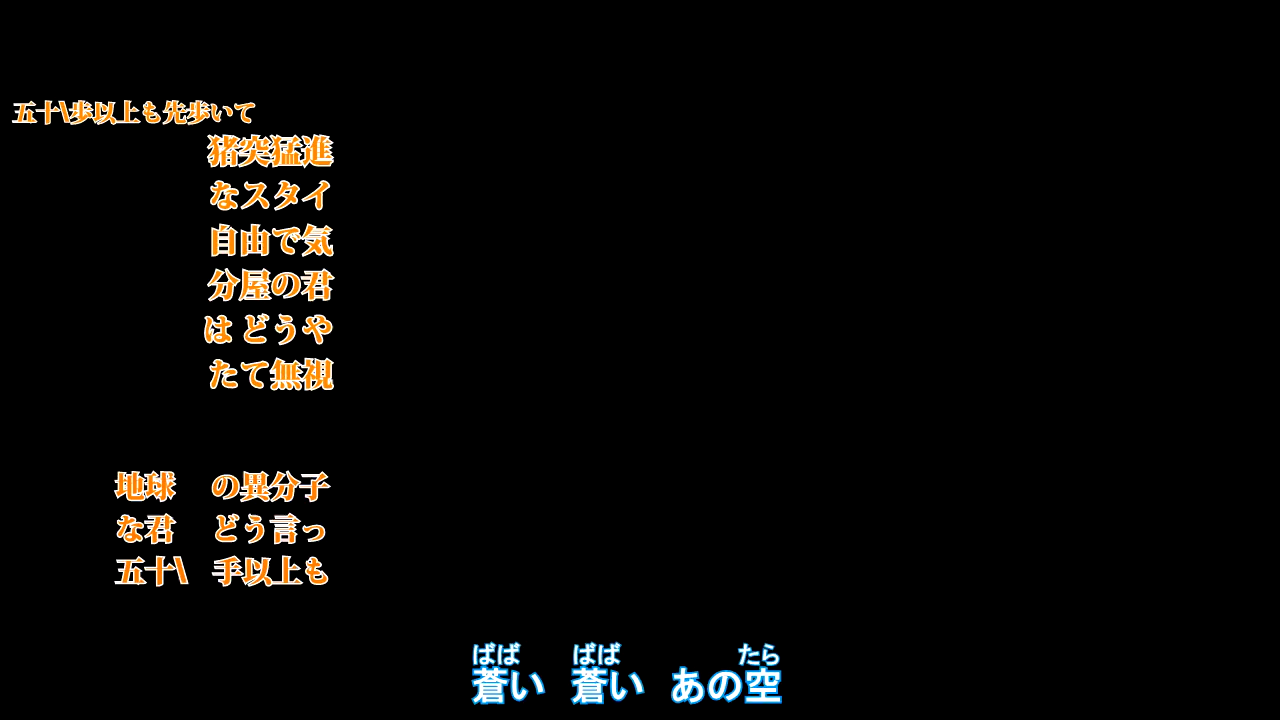 五十\歩以上も先歩いて
猪突猛進
なスタイ
自由で気
分屋の君
は どうや
たて無視
地球 の異分子
な君 どう言っ
五十\ 手以上も
ばば ばば たら
蒼い 蒼い あの空